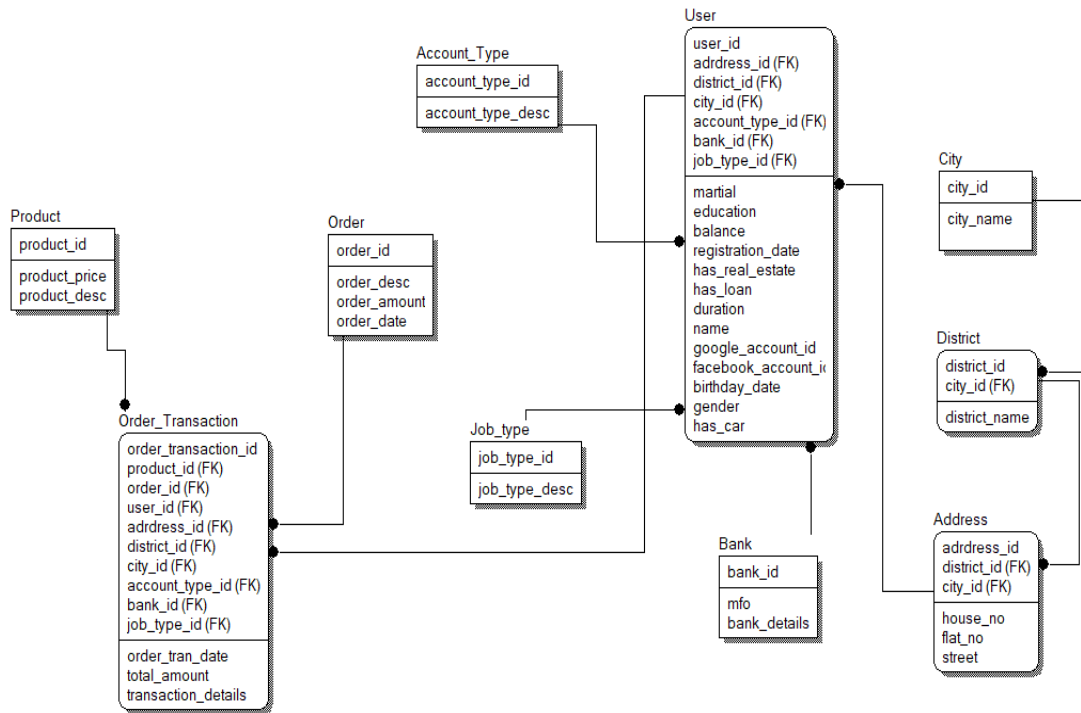 User
user_id
adrdress_id (FK)
district_id (FK)
city_id (FK)
account_type_id (FK)
bank_id (FK)
job_type_id (FK)
martial
education
balance
registration_date
has_real_estate
has_loan
duration
name
google_account_id
facebook_account_id
birthday_date
gender
has_car
Account_Type
account_type_id
account_type_desc
City
city_id
city_name
Product
product_id
product_price
product_desc
Order
order_id
order_desc
order_amount
order_date
District
district_id
city_id (FK)
district_name
Order_Transaction
order_transaction_id
product_id (FK)
order_id (FK)
user_id (FK)
adrdress_id (FK)
district_id (FK)
city_id (FK)
account_type_id (FK)
bank_id (FK)
job_type_id (FK)
order_tran_date
total_amount
transaction_details
Job_type
job_type_id
job_type_desc
Bank
bank_id
mfo
bank_details
Address
adrdress_id
district_id (FK)
city_id (FK)
house_no
flat_no
street